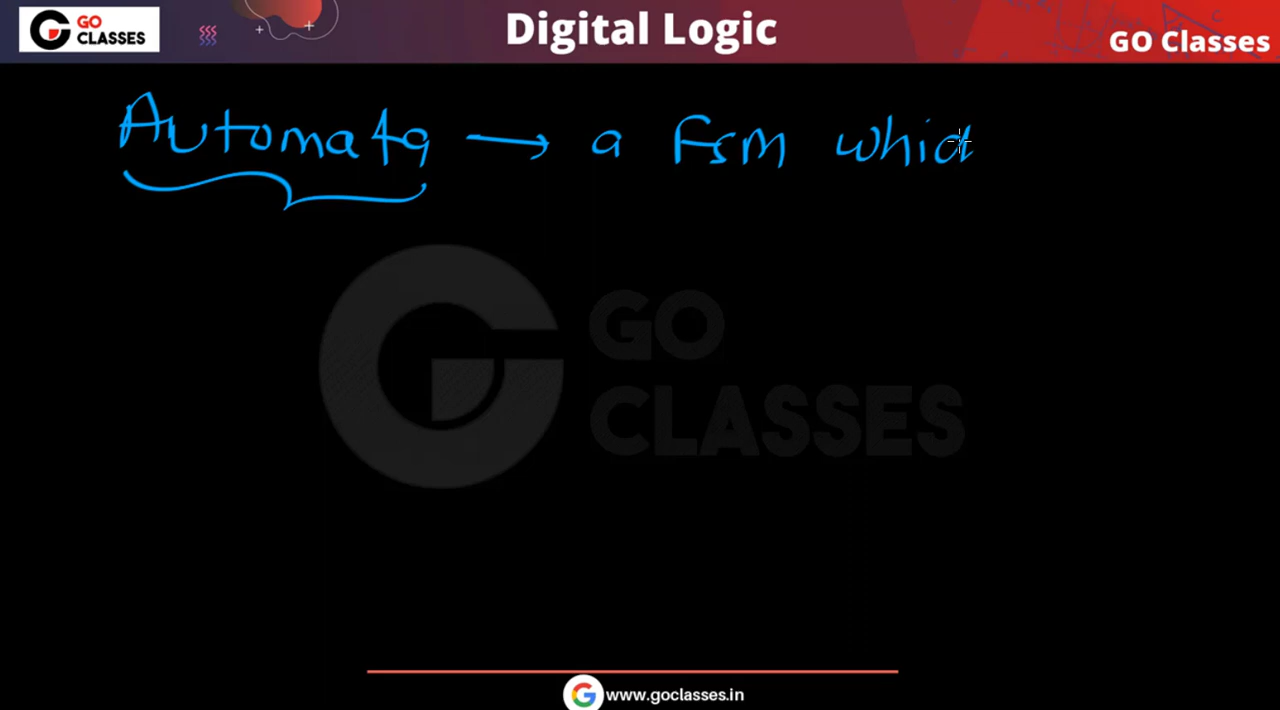 GO
CLASSES
Digital Logic
GO Classes
Automata → a FSM whic
GO
CLASSES
www.goclasses.in